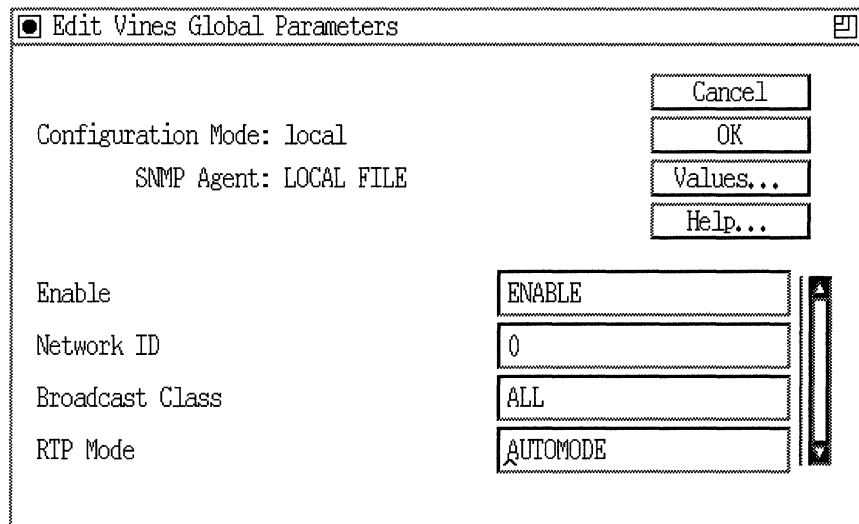 Edit Vines Global Parameters
Cancel
Configuration Mode: local
OK
SNMP Agent: LOCAL FILE
Values...
Help...
Enable
ENABLE
Network ID
0
Broadcast Class
ALL
RTP Mode
AUTOMODE